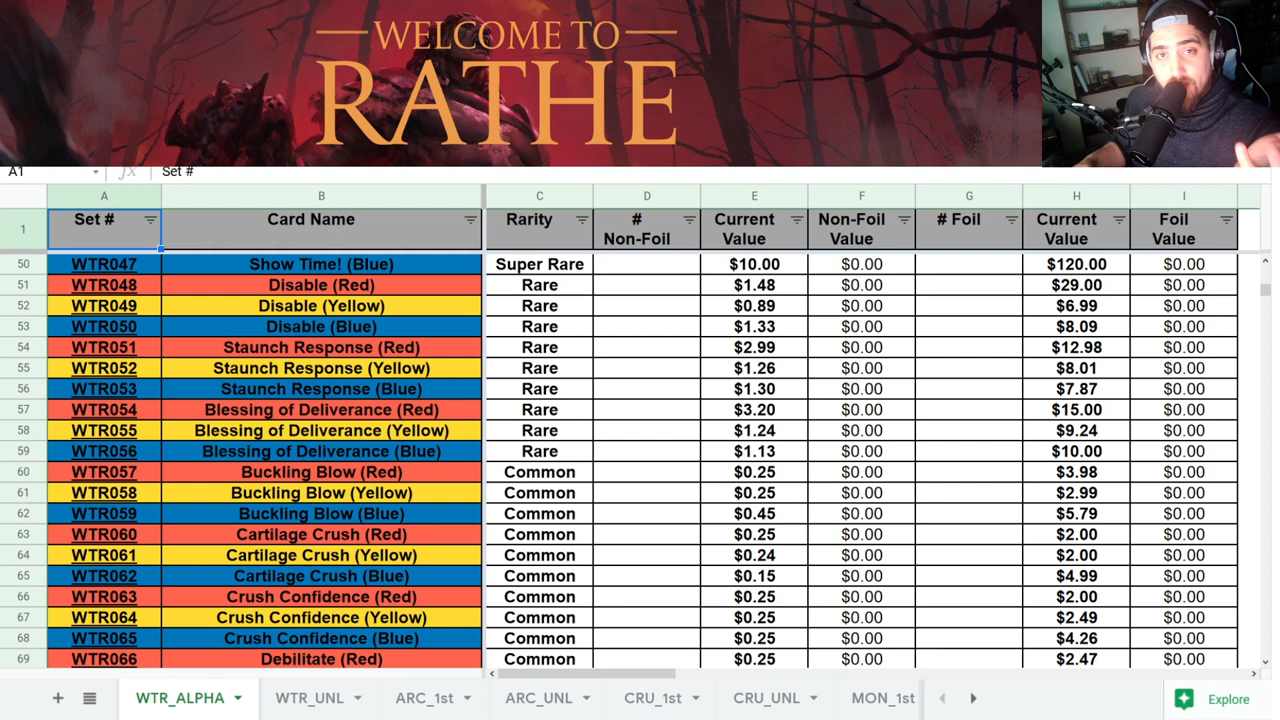 WELCOME TO
RATHE
A1 fx Set #
A B C D E F G H I
1 Set # Card Name Rarity # Non-Foil Current Value Non-Foil Value # Foil Current Value Foil Value
50 WTR047 Show Time! (Blue) Super Rare $10.00 $0.00 $120.00 $0.00
51 WTR048 Disable (Red) Rare $1.48 $0.00 $29.00 $0.00
52 WTR049 Disable (Yellow) Rare $0.89 $0.00 $6.99 $0.00
53 WTR050 Disable (Blue) Rare $1.33 $0.00 $8.09 $0.00
54 WTR051 Staunch Response (Red) Rare $2.99 $0.00 $12.98 $0.00
55 WTR052 Staunch Response (Yellow) Rare $1.26 $0.00 $8.01 $0.00
56 WTR053 Staunch Response (Blue) Rare $1.30 $0.00 $7.87 $0.00
57 WTR054 Blessing of Deliverance (Red) Rare $3.20 $0.00 $15.00 $0.00
58 WTR055 Blessing of Deliverance (Yellow) Rare $1.24 $0.00 $9.24 $0.00
59 WTR056 Blessing of Deliverance (Blue) Rare $1.13 $0.00 $10.00 $0.00
60 WTR057 Buckling Blow (Red) Common $0.25 $0.00 $3.98 $0.00
61 WTR058 Buckling Blow (Yellow) Common $0.25 $0.00 $2.99 $0.00
62 WTR059 Buckling Blow (Blue) Common $0.45 $0.00 $5.79 $0.00
63 WTR060 Cartilage Crush (Red) Common $0.25 $0.00 $2.00 $0.00
64 WTR061 Cartilage Crush (Yellow) Common $0.24 $0.00 $2.00 $0.00
65 WTR062 Cartilage Crush (Blue) Common $0.15 $0.00 $4.99 $0.00
66 WTR063 Crush Confidence (Red) Common $0.25 $0.00 $2.00 $0.00
67 WTR064 Crush Confidence (Yellow) Common $0.25 $0.00 $2.49 $0.00
68 WTR065 Crush Confidence (Blue) Common $0.25 $0.00 $4.26 $0.00
69 WTR066 Debilitate (Red) Common $0.25 $0.00 $2.47 $0.00
+ WTR_ALPHA WTR_UNL ARC_1st ARC_UNL CRU_1st CRU_UNL MON_1st Explore